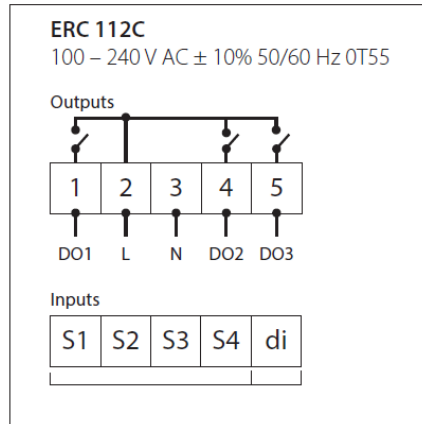 ERC 112C
100 – 240 V AC ± 10% 50/60 Hz 0T55
Outputs
1 2 3 4 5
DO1 L N DO2 DO3
Inputs
S1 S2 S3 S4 di